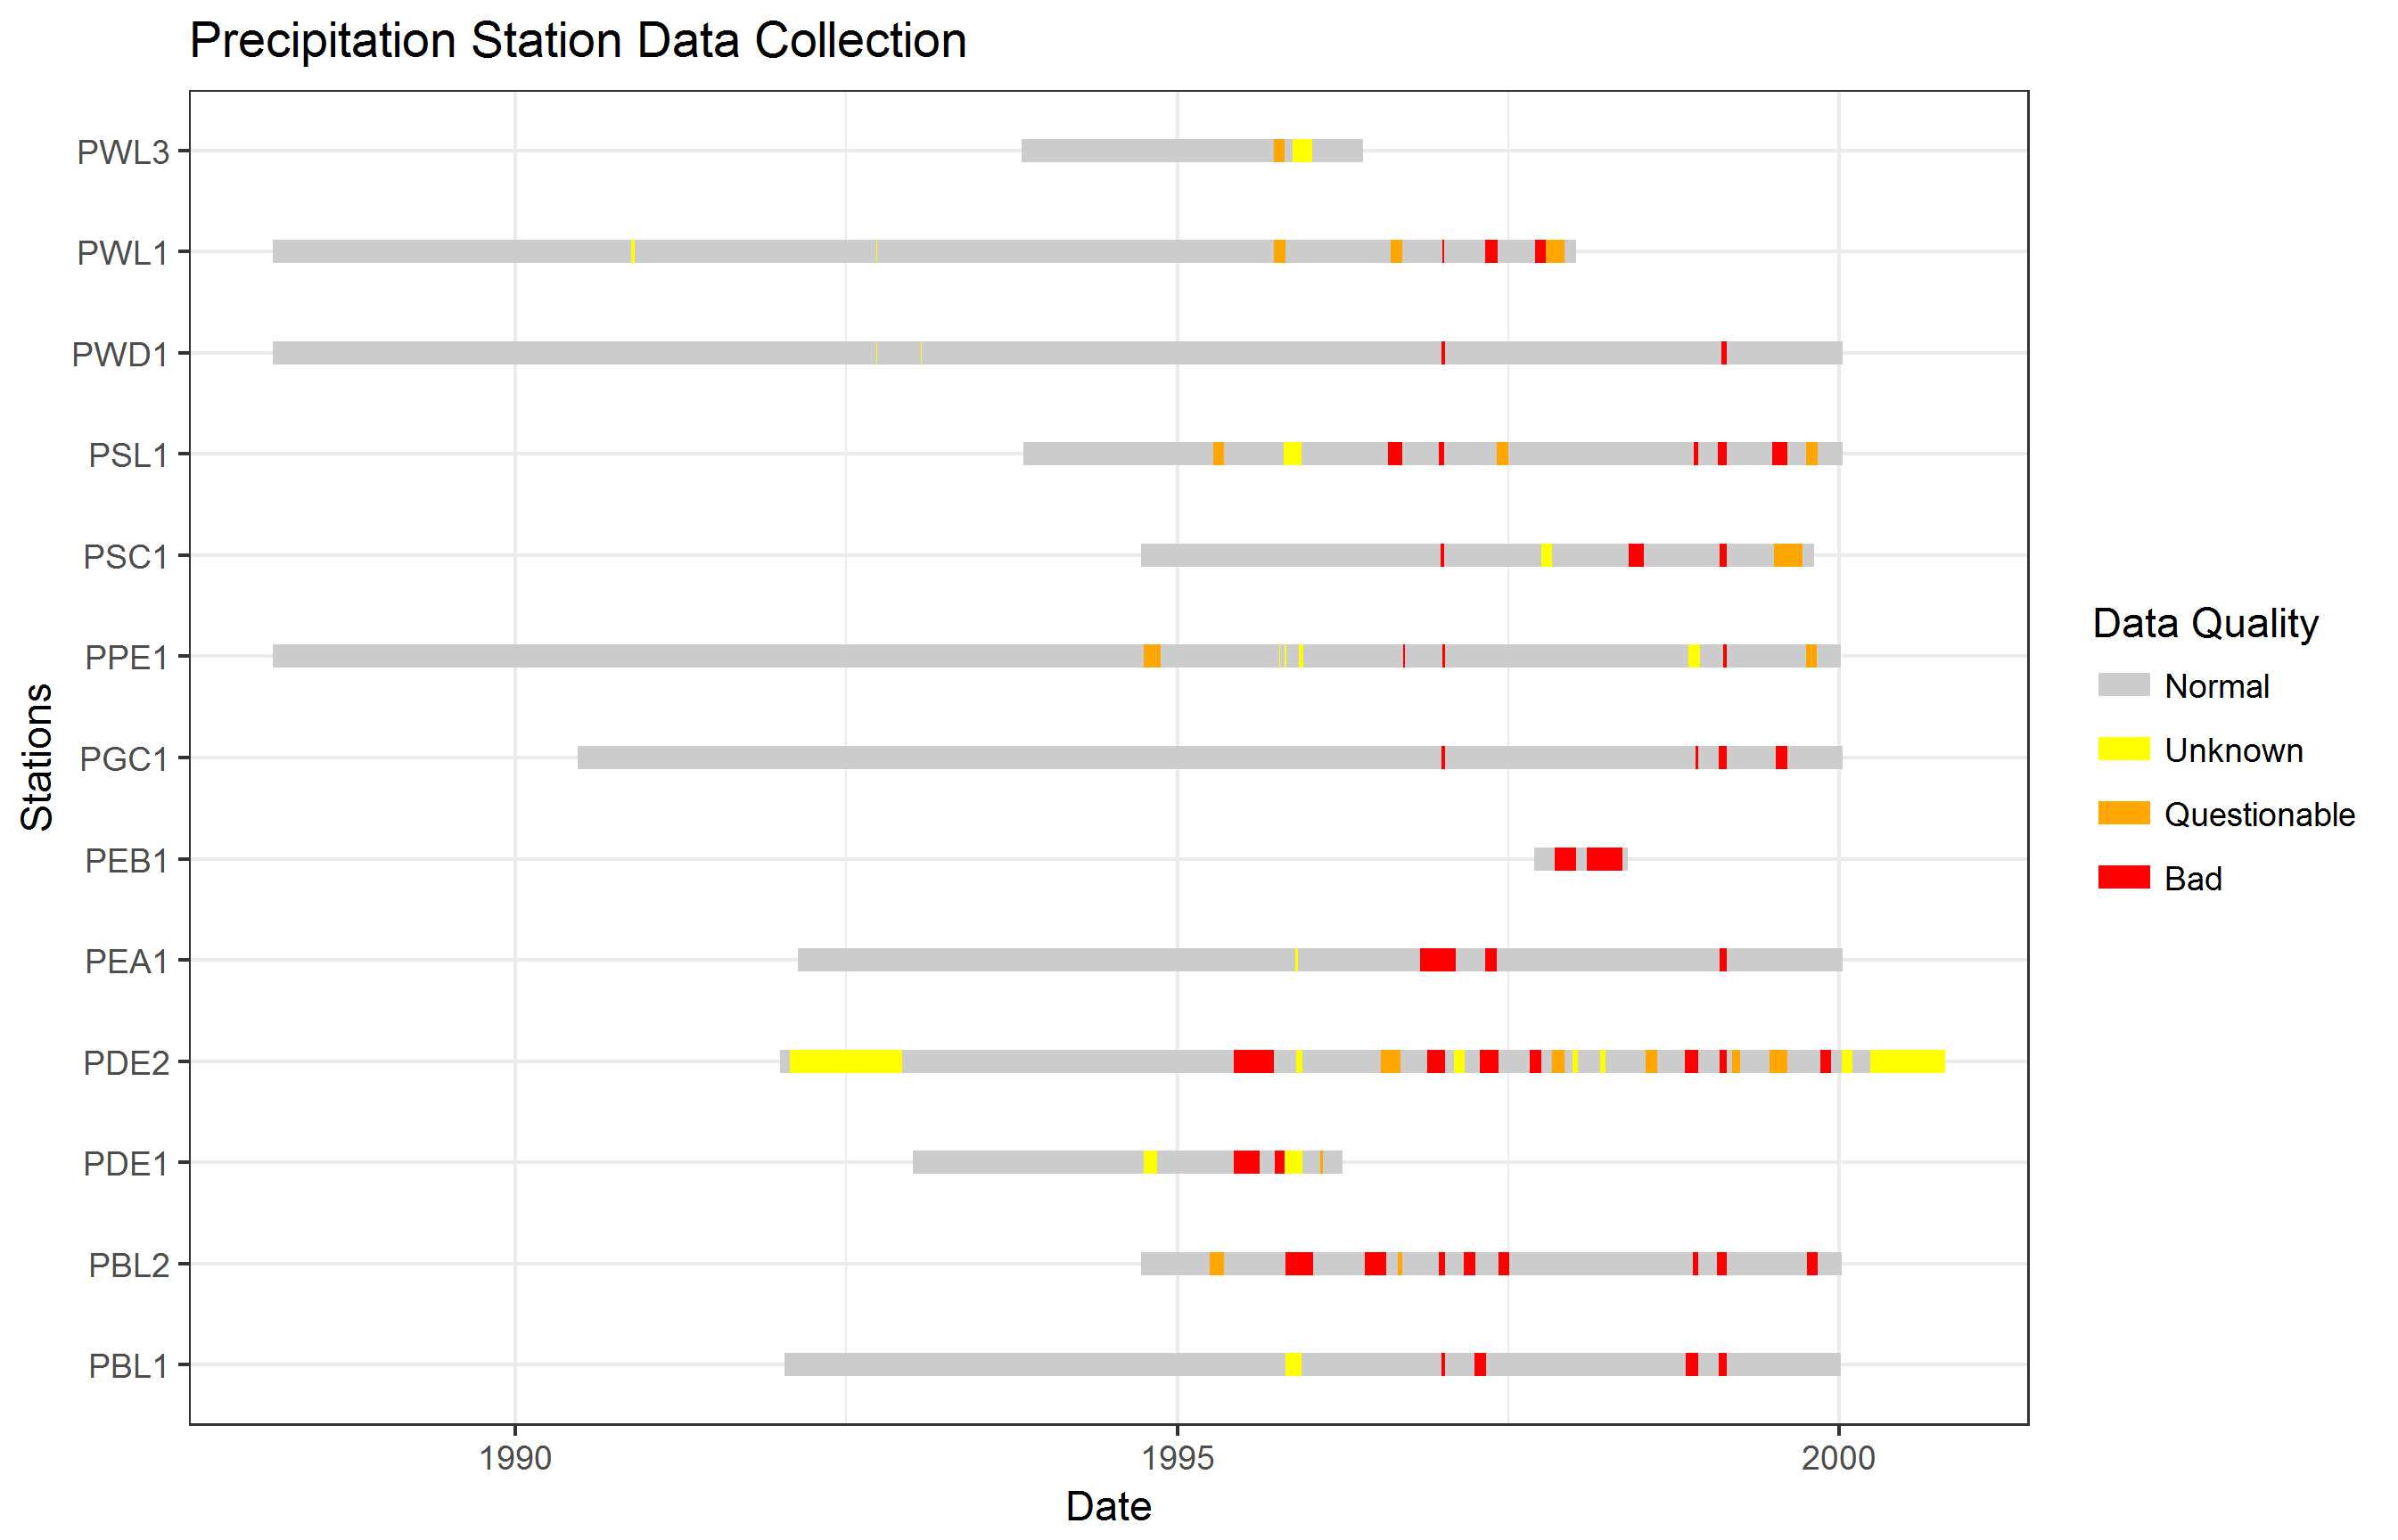 Precipitation Station Data Collection
PWL3
PWL1
PWD1
PSL1
PSC1
PPE1
PGC1
PEB1
PEA1
PDE2
PDE1
PBL2
PBL1
Stations
1990
1995
2000
Date
Data Quality
Normal
Unknown
Questionable
Bad